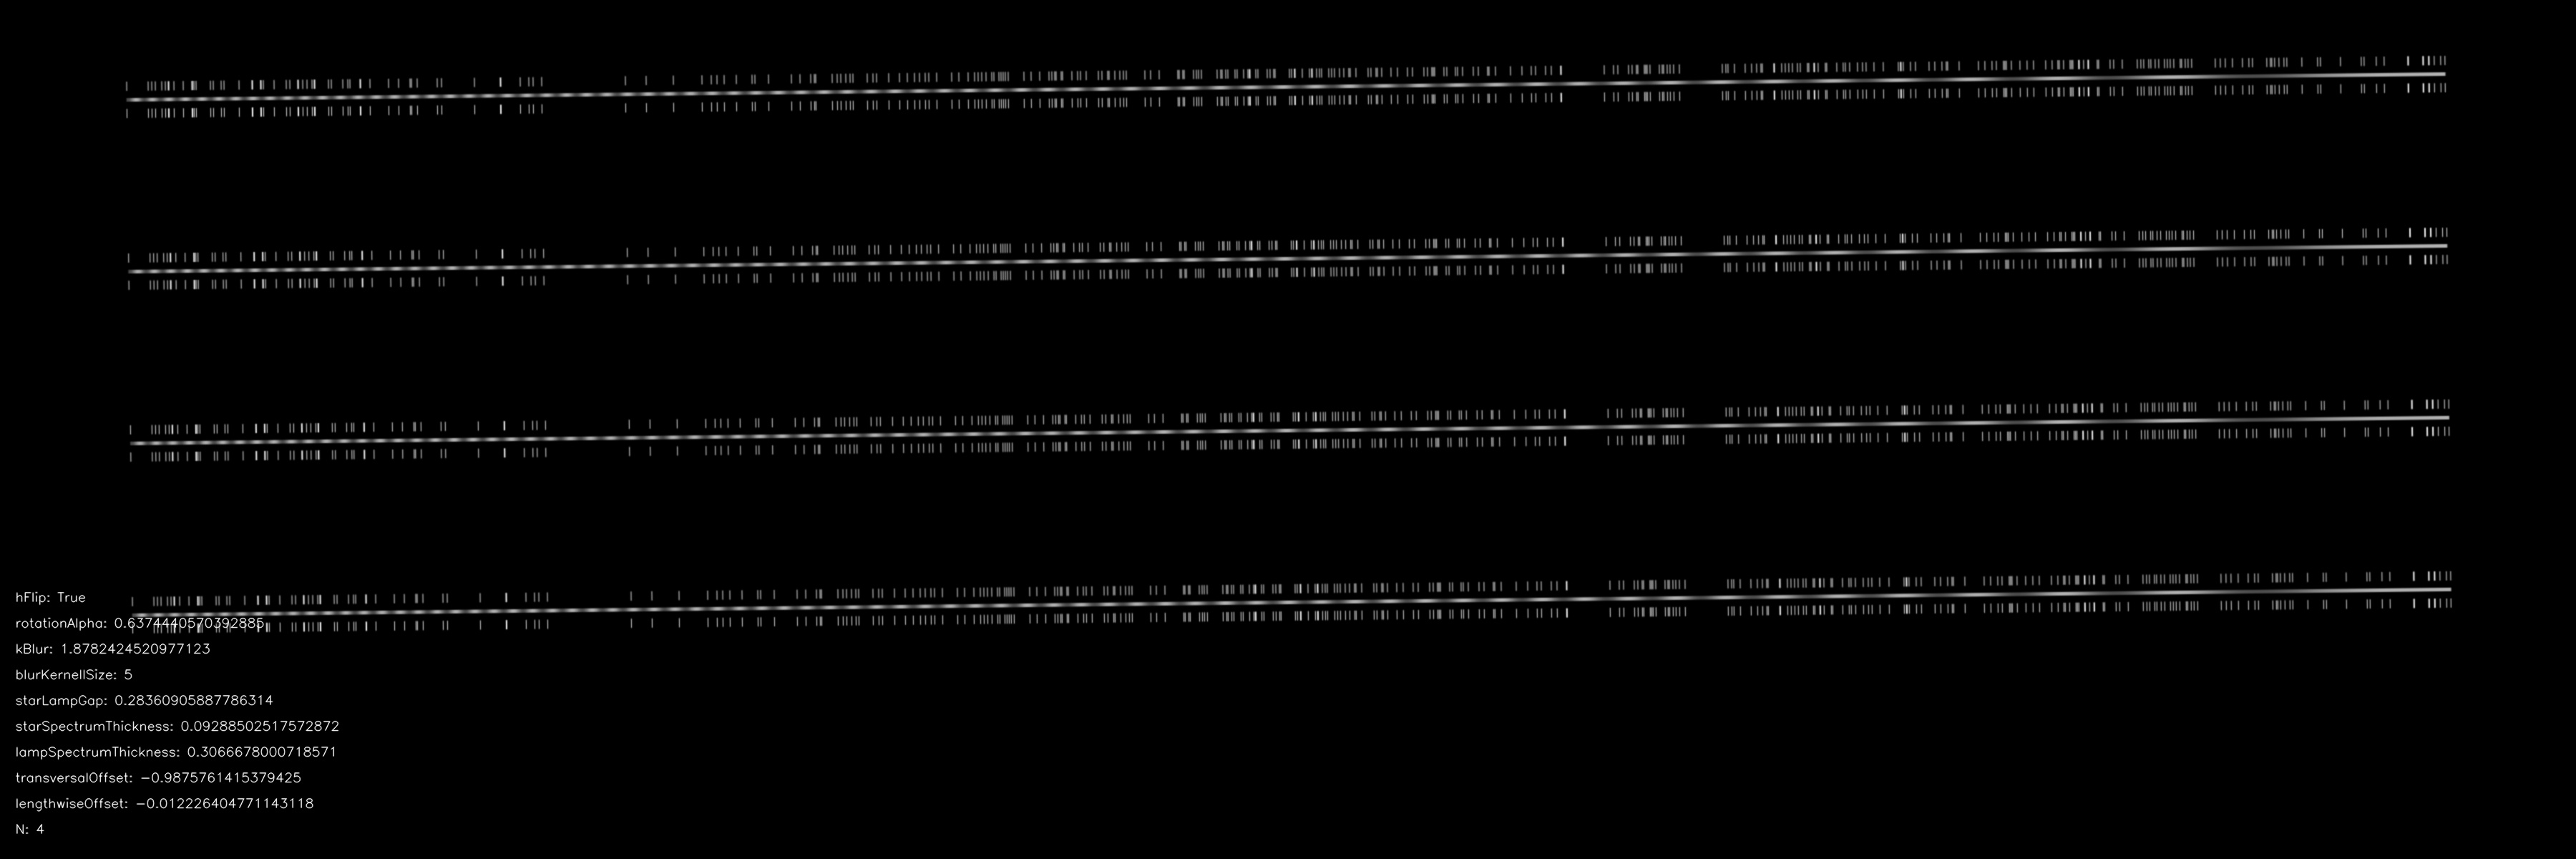 hFlip: True
rotationAlpha: 0.6374440570392885
kBlur: 1.8782424520977123
blurKernellSize: 5
starLampGap: 0.28360905887786314
starSpectrumThickness: 0.09288502517572872
lampSpectrumThickness: 0.3066678000718571
transversalOffset: −0.9875761415379425
lengthwiseOffset: −0.012226404771143118
N: 4